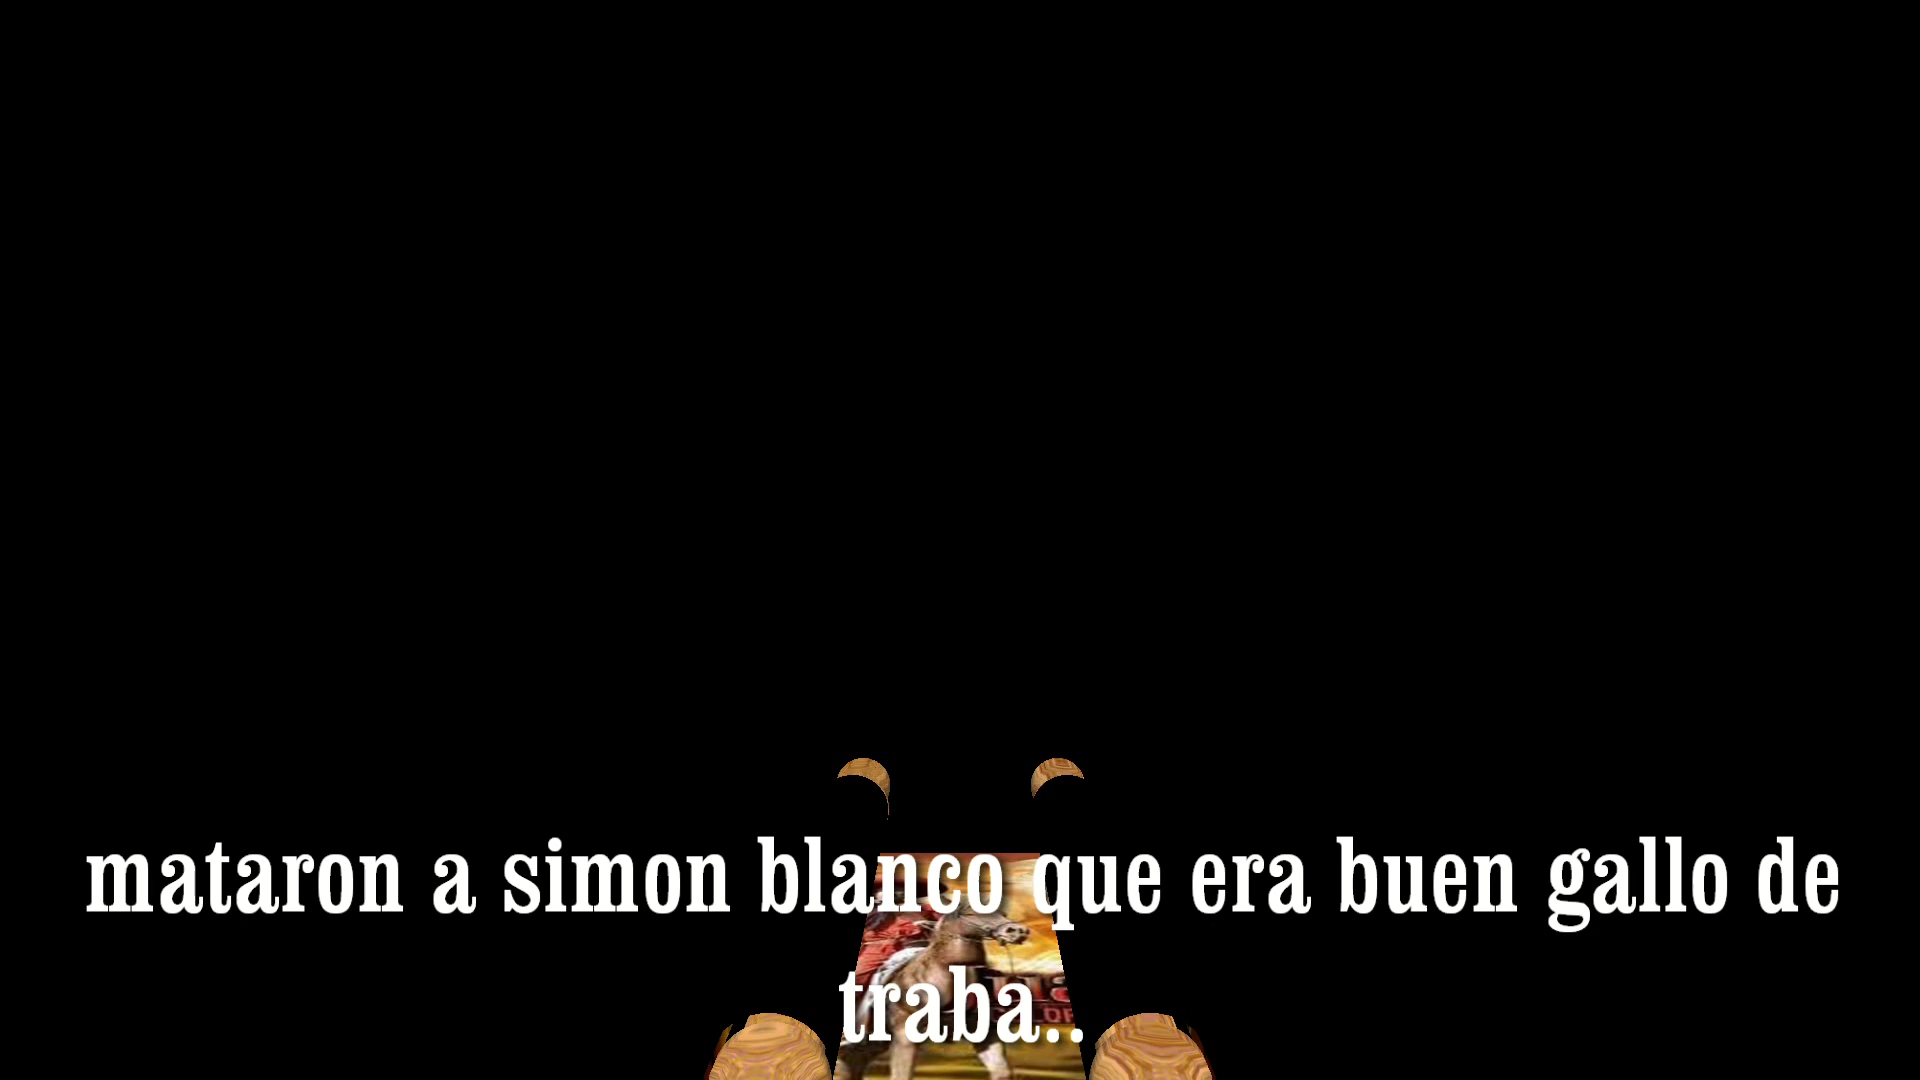 mataron a simon blanco que era buen gallo de
traba..